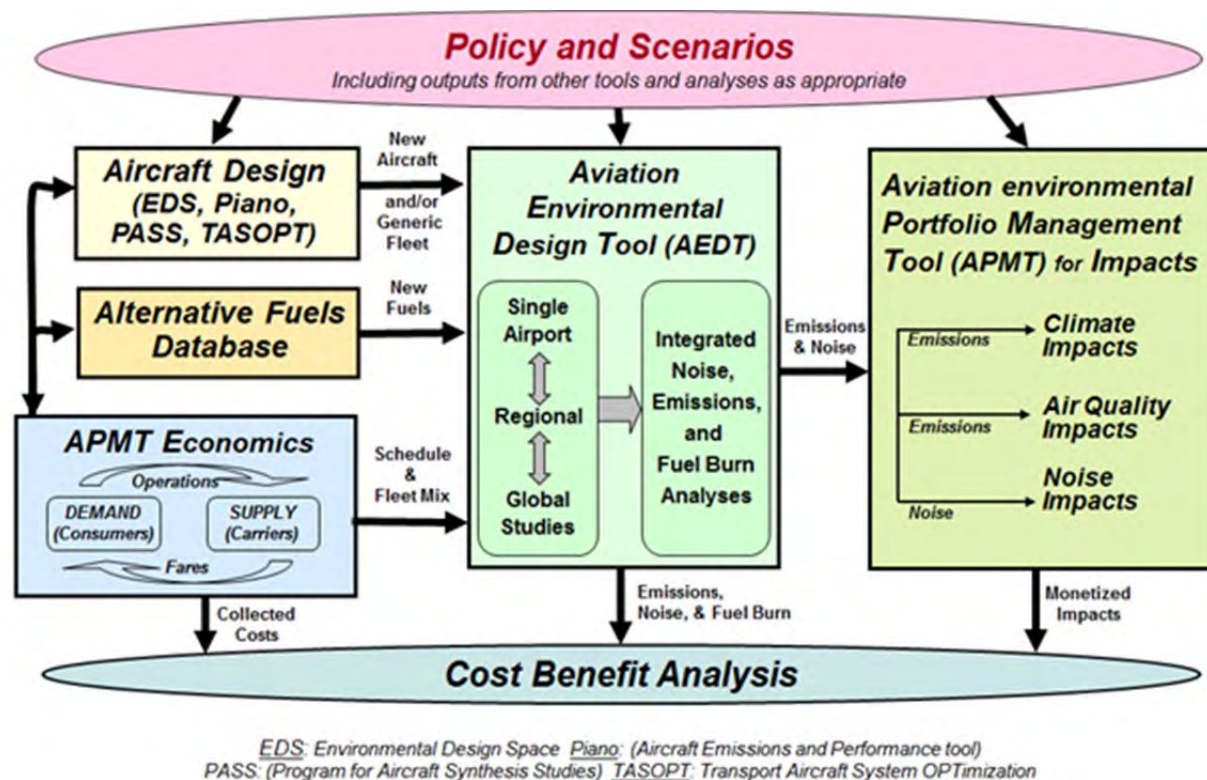 Policy and Scenarios
Including outputs from other tools and analyses as appropriate
Aircraft Design
(EDS, Piano,
PASS, TASOPT)
New
Aircraft
and/or
Generic
Fleet
Alternative Fuels
Database
New
Fuels
APMT Economics
Operations
DEMAND
(Consumers)
SUPPLY
(Carriers)
Fares
Schedule
&
Fleet Mix
Collected
Costs
Aviation
Environmental
Design Tool (AEDT)
Single
Airport
Regional
Global
Studies
Integrated
Noise,
Emissions,
and
Fuel Burn
Analyses
Emissions
& Noise
Emissions,
Noise, & Fuel Burn
Aviation environmental
Portfolio Management
Tool (APMT) for Impacts
Emissions
Climate
Impacts
Emissions
Air Quality
Impacts
Noise
Noise
Impacts
Monetized
Impacts
Cost Benefit Analysis
EDS: Environmental Design Space Piano: (Aircraft Emissions and Performance tool)
PASS: (Program for Aircraft Synthesis Studies) TASOPT: Transport Aircraft System OPTimization